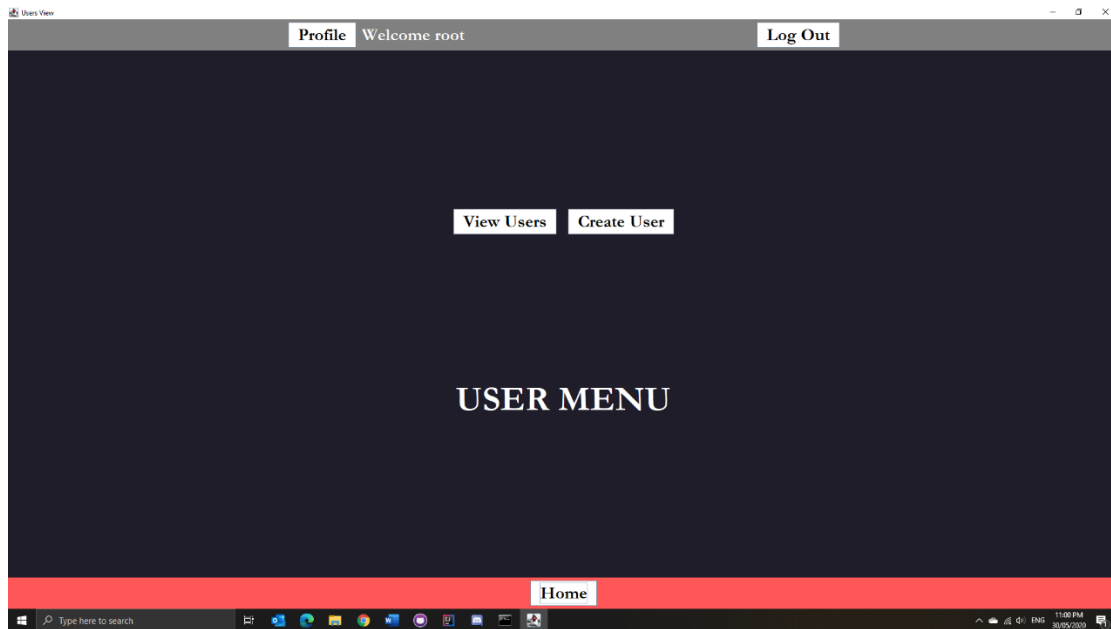 Users View
Profile Welcome root Log Out
View Users Create User
USER MENU
Home
Type here to search
ENG
11:00 PM
30/05/2020